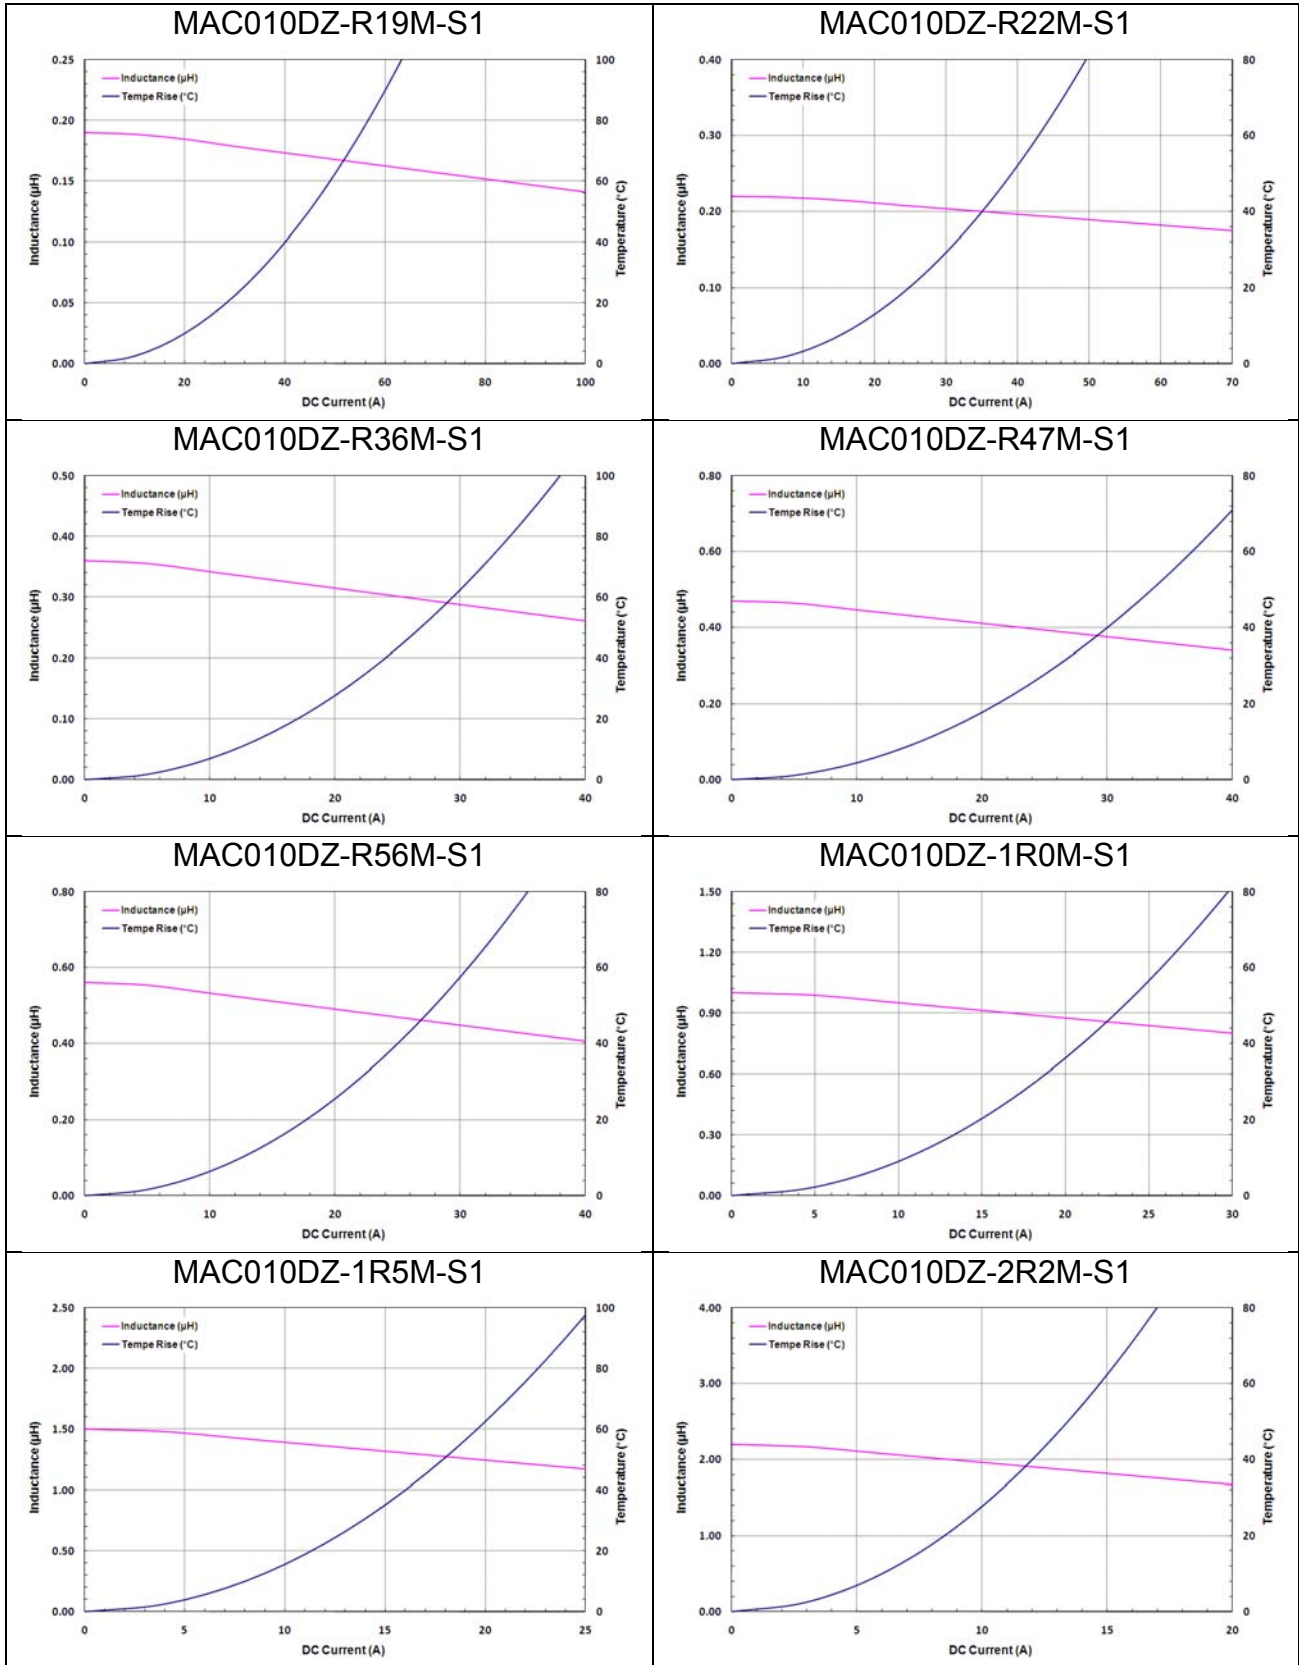 MAC010DZ-R19M-S1
Inductance (µH)
Tempe Rise (°C)
0.25
0.20
0.15
0.10
0.05
0.00
Inductance (µH)
100
80
60
40
20
0
Temperature (°C)
0 20 40 60 80 100
DC Current (A)
MAC010DZ-R22M-S1
Inductance (µH)
Tempe Rise (°C)
0.40
0.30
0.20
0.10
0.00
Inductance (µH)
80
60
40
20
0
Temperature (°C)
0 10 20 30 40 50 60 70
DC Current (A)
MAC010DZ-R36M-S1
Inductance (µH)
Tempe Rise (°C)
0.50
0.40
0.30
0.20
0.10
0.00
Inductance (µH)
100
80
60
40
20
0
Temperature (°C)
0 10 20 30 40
DC Current (A)
MAC010DZ-R47M-S1
Inductance (µH)
Tempe Rise (°C)
0.80
0.60
0.40
0.20
0.00
Inductance (µH)
80
60
40
20
0
Temperature (°C)
0 10 20 30 40
DC Current (A)
MAC010DZ-R56M-S1
Inductance (µH)
Tempe Rise (°C)
0.80
0.60
0.40
0.20
0.00
Inductance (µH)
80
60
40
20
0
Temperature (°C)
0 10 20 30 40
DC Current (A)
MAC010DZ-1R0M-S1
Inductance (µH)
Tempe Rise (°C)
1.50
1.20
0.90
0.60
0.30
0.00
Inductance (µH)
80
60
40
20
0
Temperature (°C)
0 5 10 15 20 25 30
DC Current (A)
MAC010DZ-1R5M-S1
Inductance (µH)
Tempe Rise (°C)
2.50
2.00
1.50
1.00
0.50
0.00
Inductance (µH)
100
80
60
40
20
0
Temperature (°C)
0 5 10 15 20 25
DC Current (A)
MAC010DZ-2R2M-S1
Inductance (µH)
Tempe Rise (°C)
4.00
3.00
2.00
1.00
0.00
Inductance (µH)
80
60
40
20
0
Temperature (°C)
0 5 10 15 20
DC Current (A)